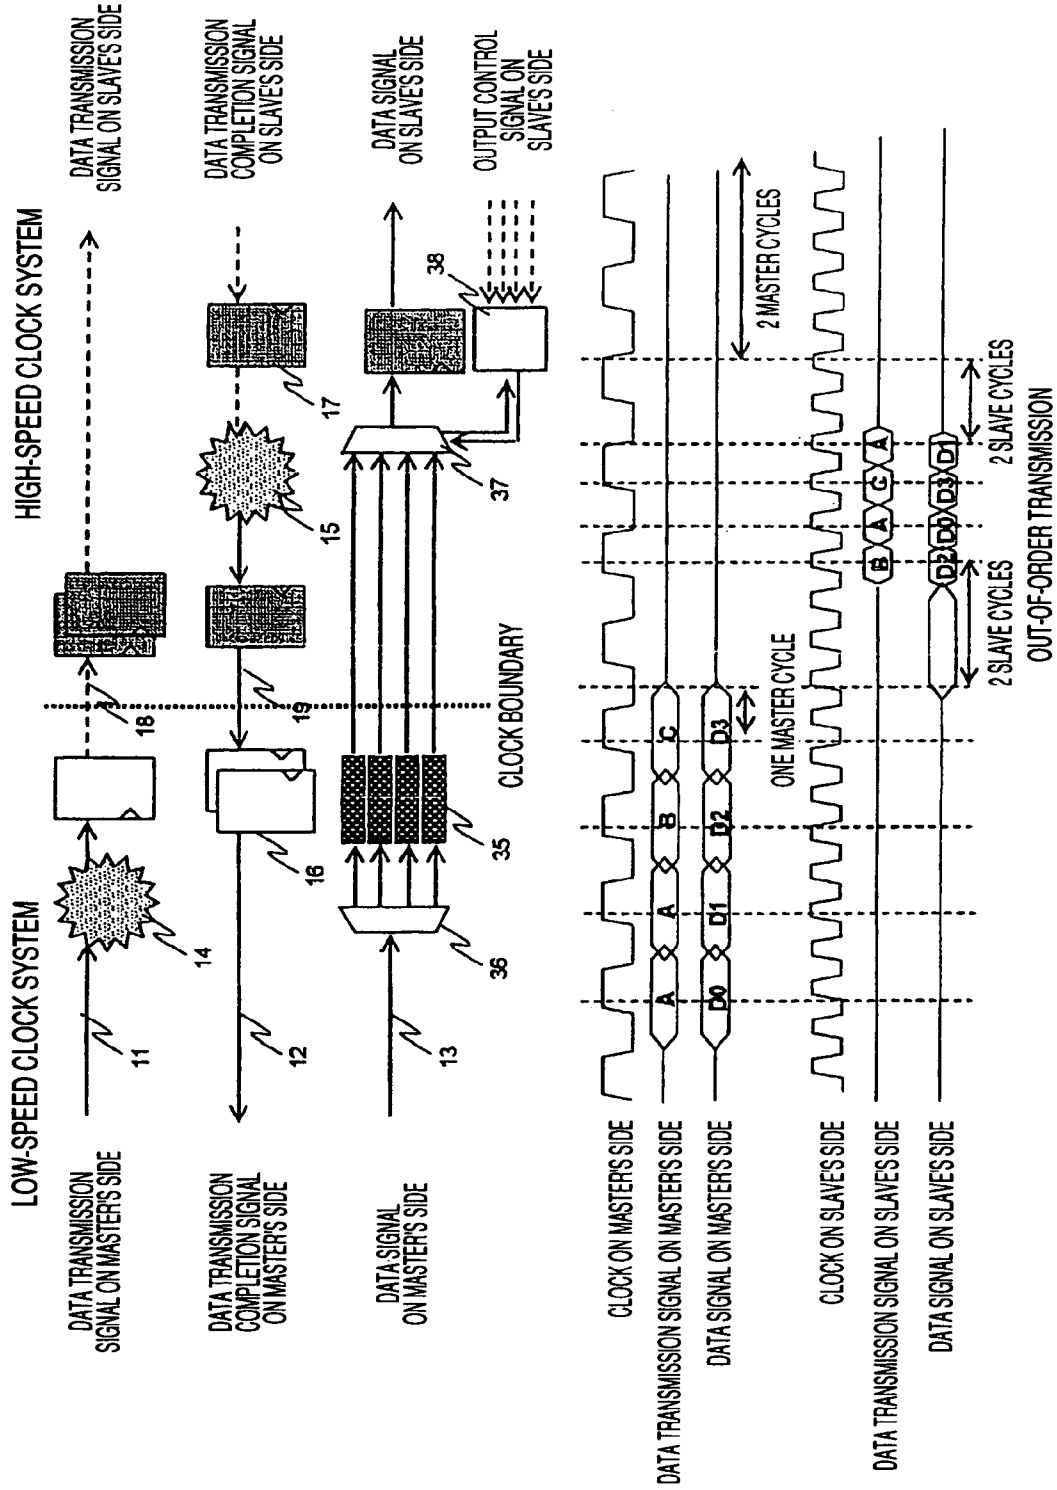 LOW-SPEED CLOCK SYSTEM
HIGH-SPEED CLOCK SYSTEM
DATA TRANSMISSION
SIGNAL ON MASTER'S SIDE
11
14
18
DATA TRANSMISSION
SIGNAL ON SLAVE'S SIDE
DATA TRANSMISSION
COMPLETION SIGNAL
ON MASTER'S SIDE
12
16
19
15
17
DATA TRANSMISSION
COMPLETION SIGNAL
ON SLAVE'S SIDE
DATA SIGNAL
ON MASTER'S SIDE
13
36
35
37
38
DATA SIGNAL
ON SLAVE'S SIDE
OUTPUT CONTROL
SIGNAL ON
SLAVE'S SIDE
CLOCK BOUNDARY
CLOCK ON MASTER'S SIDE
DATA TRANSMISSION SIGNAL ON MASTER'S SIDE
A A B C
DATA SIGNAL ON MASTER'S SIDE
D0 D1 D2 D3
ONE MASTER CYCLE
2 MASTER CYCLES
CLOCK ON SLAVE'S SIDE
DATA TRANSMISSION SIGNAL ON SLAVE'S SIDE
B A C A
DATA SIGNAL ON SLAVE'S SIDE
D2 D0 D3 D1
2 SLAVE CYCLES
2 SLAVE CYCLES
OUT-OF-ORDER TRANSMISSION